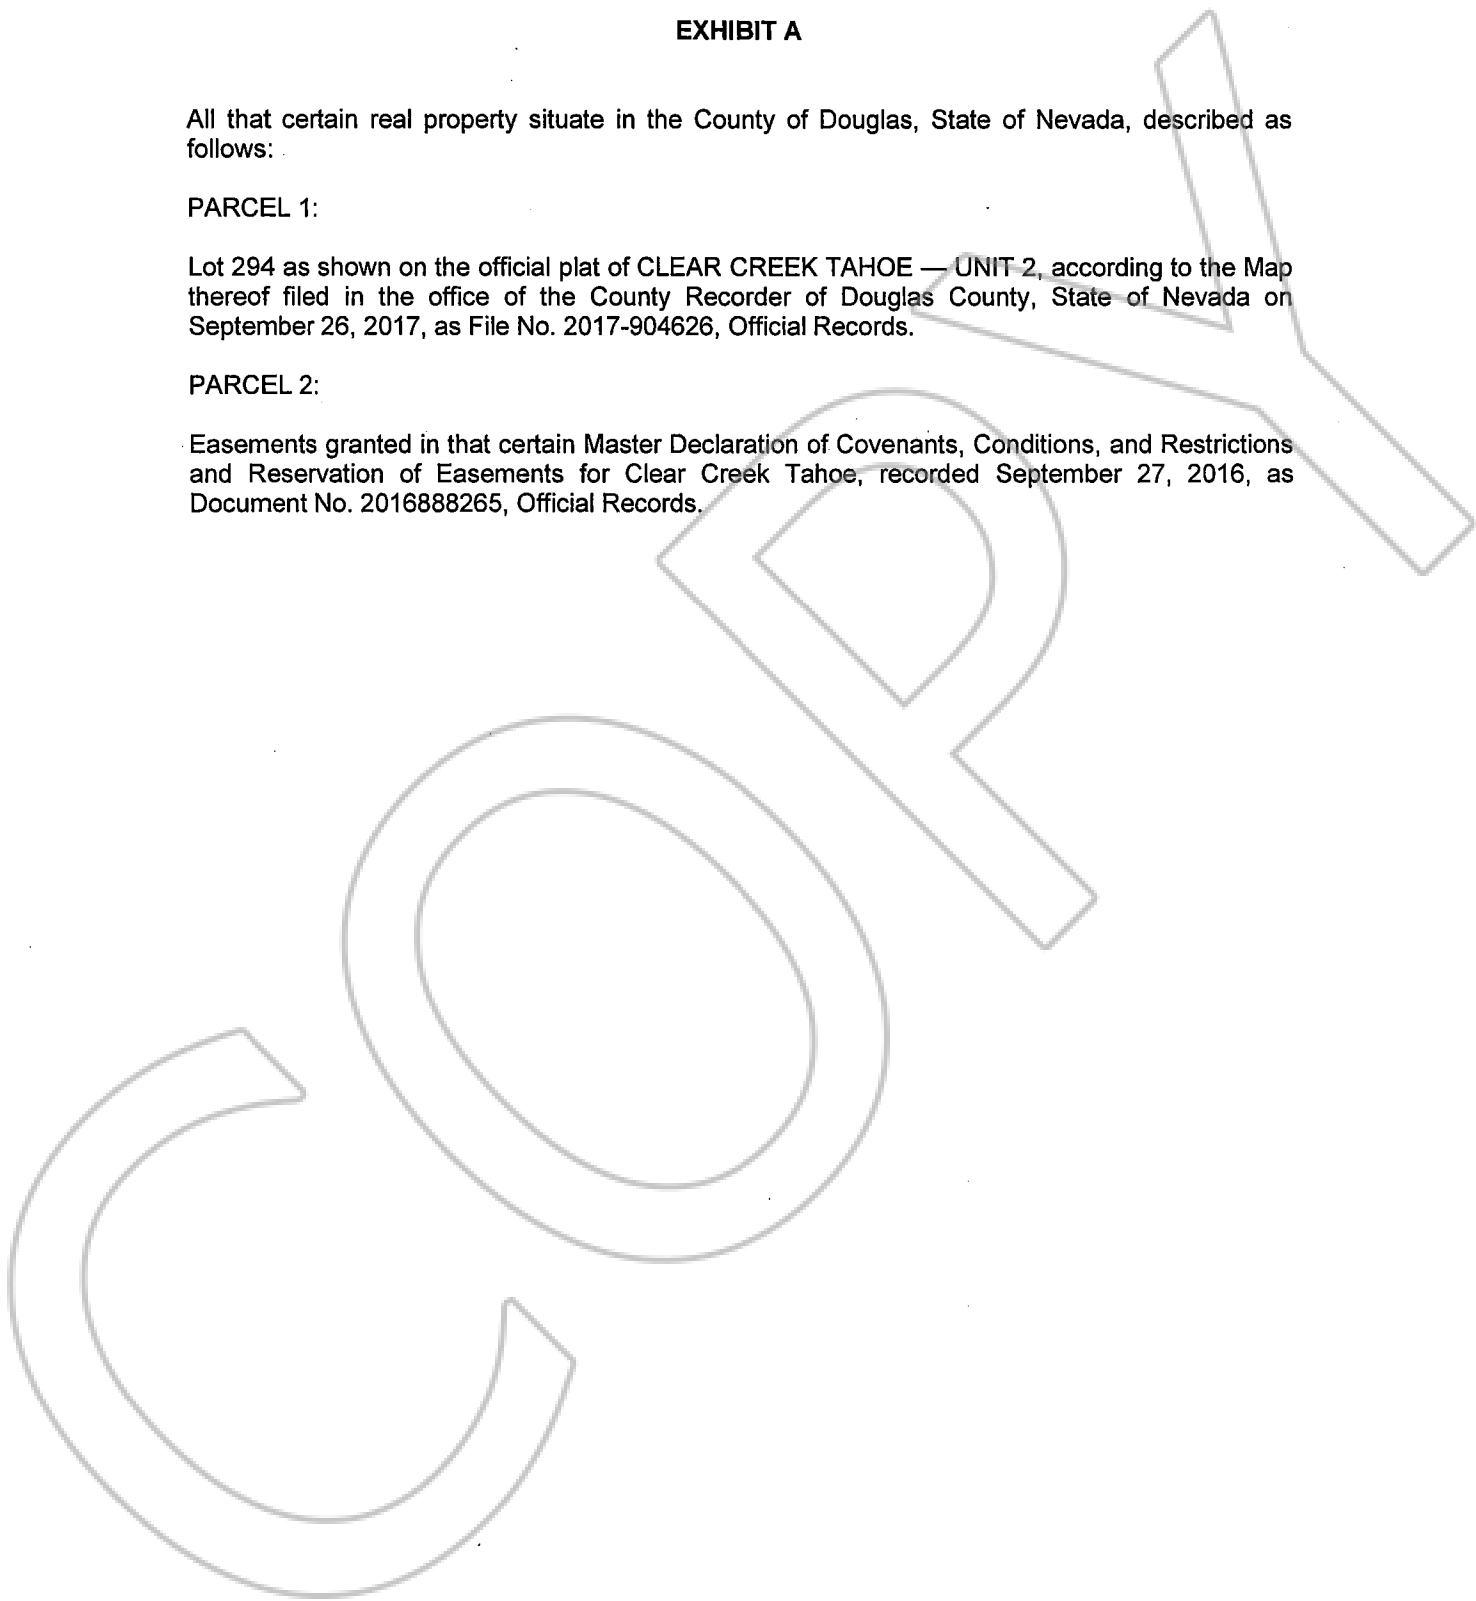 EXHIBIT A
All that certain real property situate in the County of Douglas, State of Nevada, described as
follows:
PARCEL 1:
Lot 294 as shown on the official plat of CLEAR CREEK TAHOE — UNIT 2, according to the Map
thereof filed in the office of the County Recorder of Douglas County, State of Nevada on
September 26, 2017, as File No. 2017-904626, Official Records.
PARCEL 2:
Easements granted in that certain Master Declaration of Covenants, Conditions, and Restrictions
and Reservation of Easements for Clear Creek Tahoe, recorded September 27, 2016, as
Document No. 2016888265, Official Records.
COPY